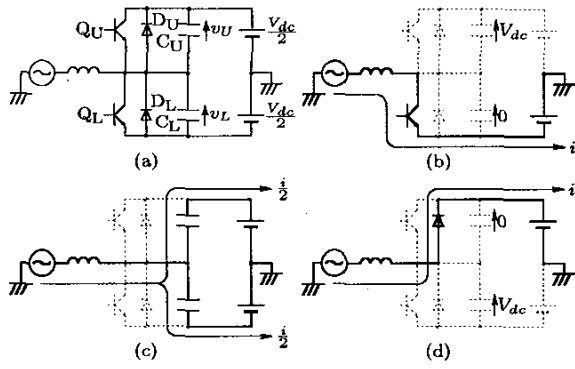 Q_U D_U C_U v_U V_dc/2
Q_L D_L C_L v_L V_dc/2
(a)
V_dc
0
i
(b)
i/2
i/2
(c)
i
0
V_dc
(d)